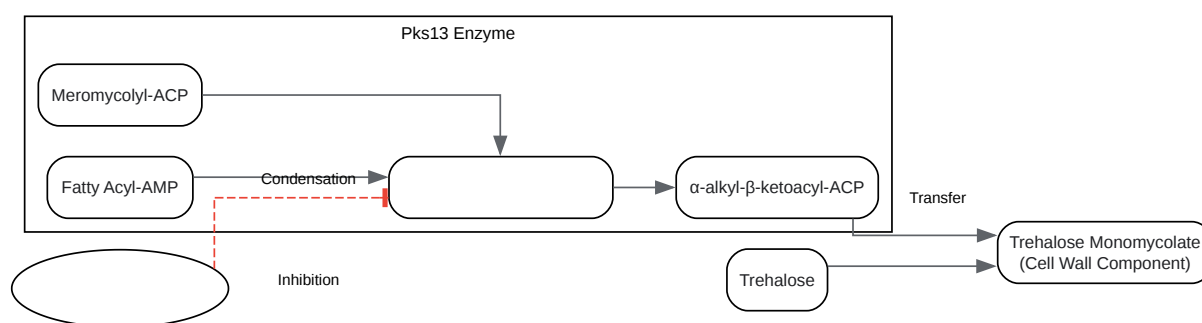 Pks13 Enzyme
Meromycolyl-ACP
Fatty Acyl-AMP
Condensation
α-alkyl-β-ketoacyl-ACP
Transfer
Trehalose Monomycolate
(Cell Wall Component)
Trehalose
Inhibition